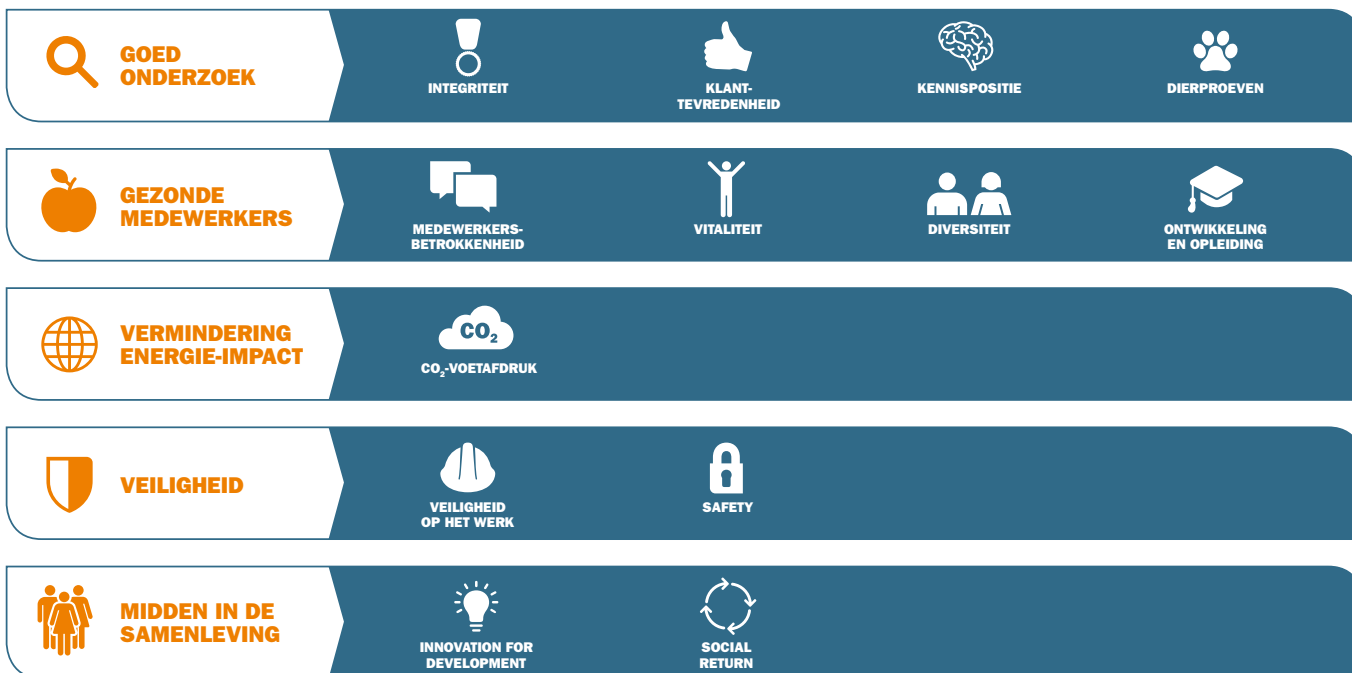 GOED
ONDERZOEK
INTEGRITEIT
KLANT-
TEVREDENHEID
KENNISPOSITIE
DIERPROEVEN
GEZONDE
MEDEWERKERS
MEDEWERKERS-
BETROKKENHEID
VITALITEIT
DIVERSITEIT
ONTWIKKELING
EN OPLEIDING
VERMINDERING
ENERGIE-IMPACT
CO₂
CO₂-VOETAFDRUK
VEILIGHEID
VEILIGHEID
OP HET WERK
SAFETY
MIDDEN IN DE
SAMENLEVING
INNOVATION FOR
DEVELOPMENT
SOCIAL
RETURN